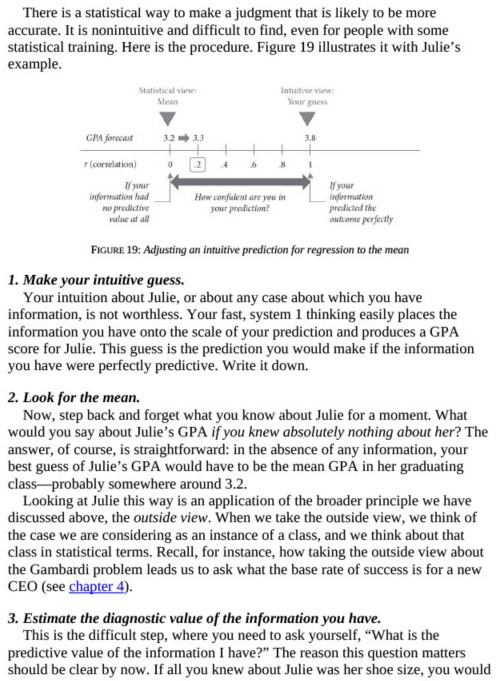 There is a statistical way to make a judgment that is likely to be more
accurate. It is nonintuitive and difficult to find, even for people with some
statistical training. Here is the procedure. Figure 19 illustrates it with Julie’s
example.
Statistical view:
Mean
Intuitive view:
Your guess
GPA forecast 3.2 ➡ 3.3 3.8
r (correlation) 0 .2 .4 .6 .8 1
If your
information had
no predictive
value at all
How confident are you in
your prediction?
If your
information
predicted the
outcome perfectly
FIGURE 19: Adjusting an intuitive prediction for regression to the mean
1. Make your intuitive guess.
Your intuition about Julie, or about any case about which you have
information, is not worthless. Your fast, system 1 thinking easily places the
information you have onto the scale of your prediction and produces a GPA
score for Julie. This guess is the prediction you would make if the information
you have were perfectly predictive. Write it down.
2. Look for the mean.
Now, step back and forget what you know about Julie for a moment. What
would you say about Julie’s GPA if you knew absolutely nothing about her? The
answer, of course, is straightforward: in the absence of any information, your
best guess of Julie’s GPA would have to be the mean GPA in her graduating
class—probably somewhere around 3.2.
Looking at Julie this way is an application of the broader principle we have
discussed above, the outside view. When we take the outside view, we think of
the case we are considering as an instance of a class, and we think about that
class in statistical terms. Recall, for instance, how taking the outside view about
the Gambardi problem leads us to ask what the base rate of success is for a new
CEO (see chapter 4).
3. Estimate the diagnostic value of the information you have.
This is the difficult step, where you need to ask yourself, “What is the
predictive value of the information I have?” The reason this question matters
should be clear by now. If all you knew about Julie was her shoe size, you would